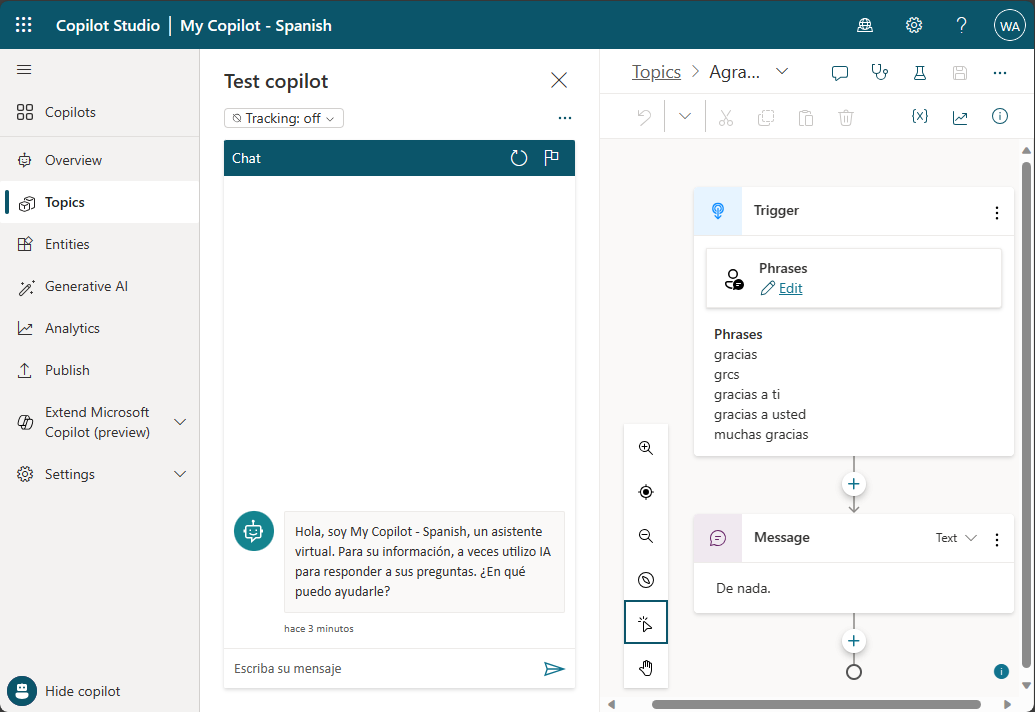 Copilot Studio | My Copilot - Spanish
WA
Copilots
Overview
Topics
Entities
Generative AI
Analytics
Publish
Extend Microsoft
Copilot (preview)
Settings
Hide copilot
Test copilot
Tracking: off
Chat
Hola, soy My Copilot - Spanish, un asistente
virtual. Para su información, a veces utilizo IA
para responder a sus preguntas. ¿En qué
puedo ayudarle?
hace 3 minutos
Escriba su mensaje
Topics > Agra...
{x}
Trigger
Phrases
Edit
Phrases
gracias
grcs
gracias a ti
gracias a usted
muchas gracias
Message
Text
De nada.